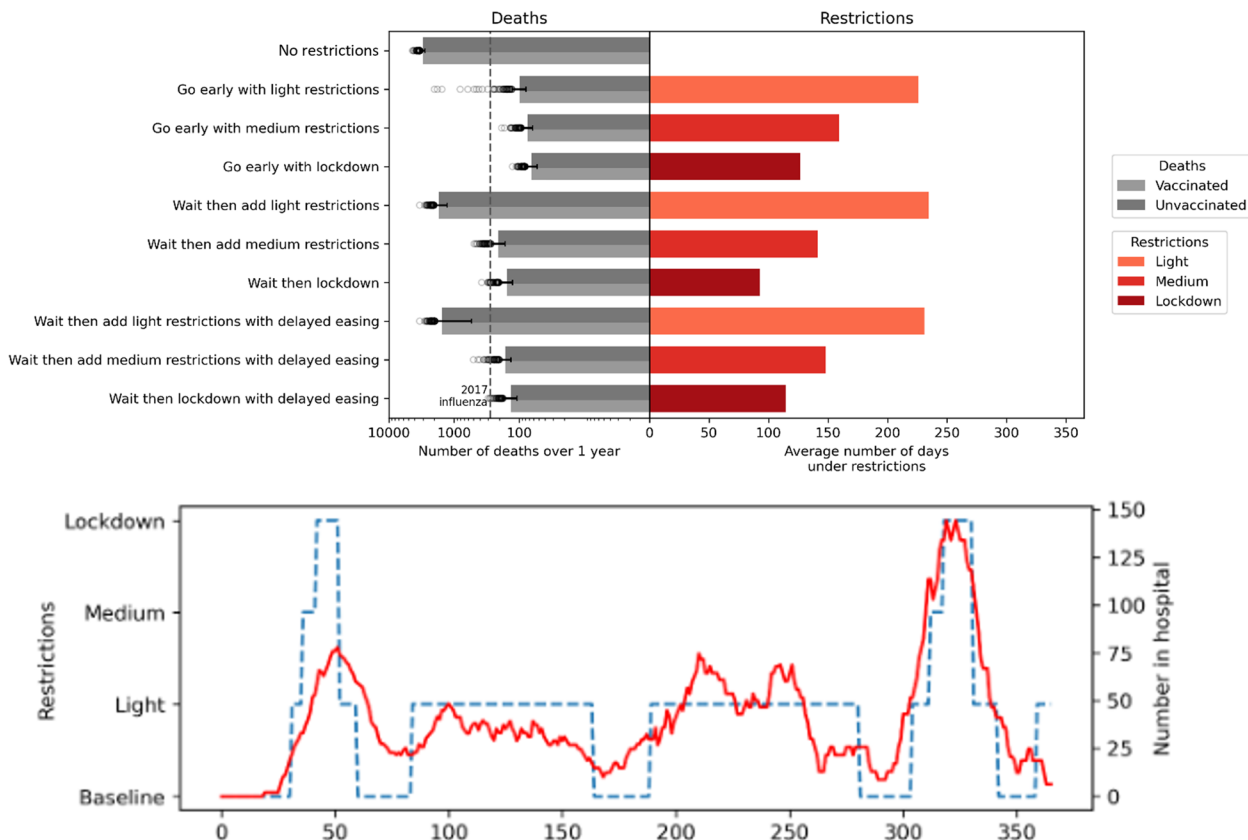 Deaths Restrictions
No restrictions
Go early with light restrictions
Go early with medium restrictions
Go early with lockdown
Wait then add light restrictions
Wait then add medium restrictions
Wait then lockdown
Wait then add light restrictions with delayed easing
Wait then add medium restrictions with delayed easing
Wait then lockdown with delayed easing
2017
influenza
10000 1000 100 0 50 100 150 200 250 300 350
Number of deaths over 1 year
Average number of days
under restrictions
Deaths
Vaccinated
Unvaccinated
Restrictions
Light
Medium
Lockdown
Restrictions
Lockdown
Medium
Light
Baseline
150
125
100
75
50
25
0
Number in hospital
0 50 100 150 200 250 300 350